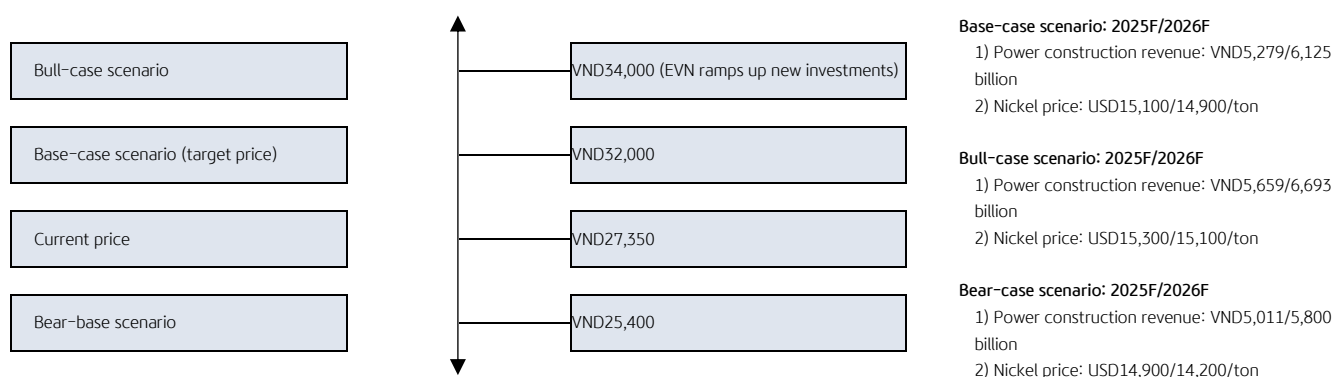 Bull-case scenario
VND34,000 (EVN ramps up new investments)
Base-case scenario (target price)
VND32,000
Current price
VND27,350
Bear-base scenario
VND25,400
Base-case scenario: 2025F/2026F
1) Power construction revenue: VND5,279/6,125
billion
2) Nickel price: USD15,100/14,900/ton
Bull-case scenario: 2025F/2026F
1) Power construction revenue: VND5,659/6,693
billion
2) Nickel price: USD15,300/15,100/ton
Bear-case scenario: 2025F/2026F
1) Power construction revenue: VND5,011/5,800
billion
2) Nickel price: USD14,900/14,200/ton